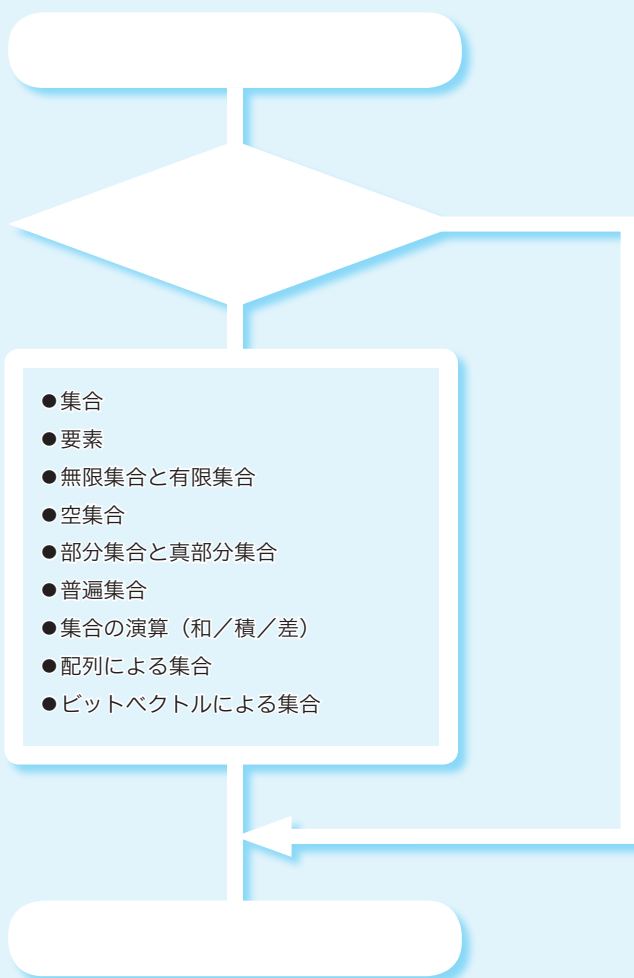 ●集合
●要素
●無限集合と有限集合
●空集合
●部分集合と真部分集合
●普遍集合
●集合の演算（和／積／差）
●配列による集合
●ビットベクトルによる集合